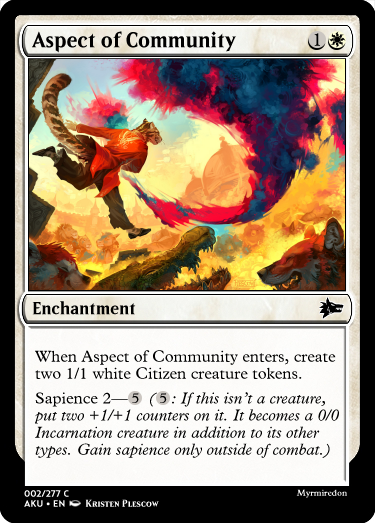 Aspect of Community 1
Enchantment
When Aspect of Community enters, create
two 1/1 white Citizen creature tokens.
Sapience 2—5 (5: If this isn't a creature,
put two +1/+1 counters on it. It becomes a 0/0
Incarnation creature in addition to its other
types. Gain sapience only outside of combat.)
002/277 C
Myrmiredon
AKU • EN Kristen Plescow